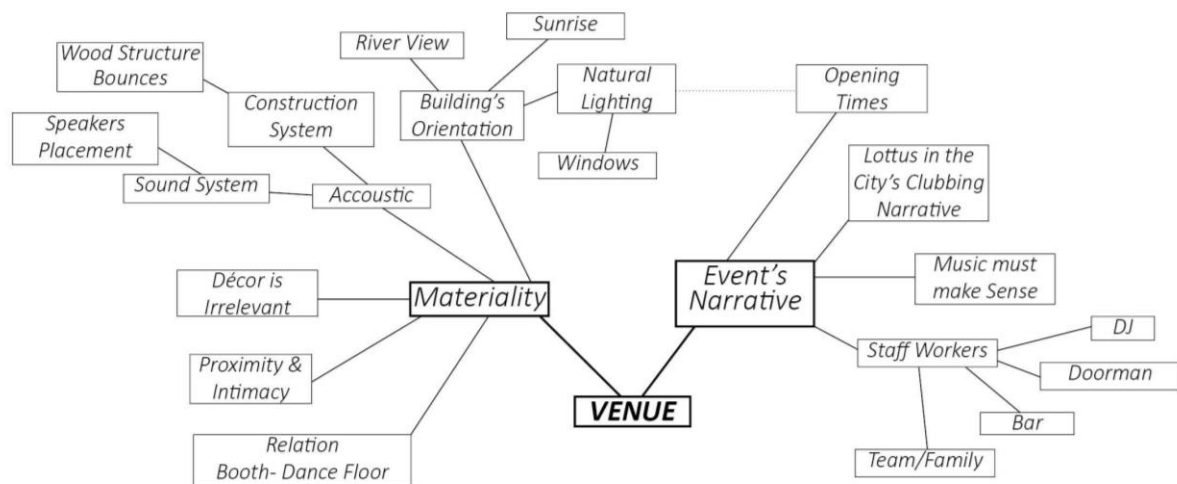 Sunrise
River View
Wood Structure
Bounces
Natural
Lighting
Opening
Times
Construction
System
Building's
Orientation
Speakers
Placement
Windows
Lottus in the
City's Clubbing
Narrative
Sound System
Accoustic
Décor is
Irrelevant
Materiality
Event's
Narrative
Music must
make Sense
DJ
Staff Workers
Doorman
Proximity &
Intimacy
VENUE
Bar
Relation
Booth- Dance Floor
Team/Family